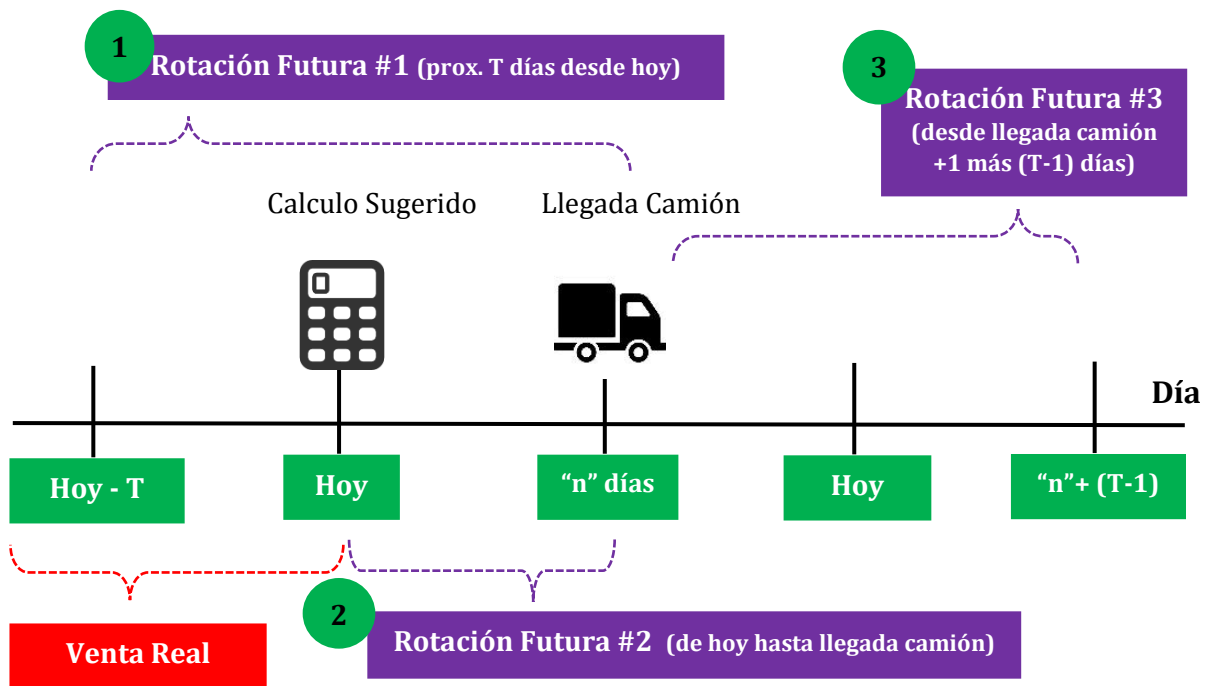 1
Rotación Futura #1 (prox. T días desde hoy)
3
Rotación Futura #3
(desde llegada camión
+1 más (T-1) días)
Calculo Sugerido
Llegada Camión
Día
Hoy - T
Hoy
“n” días
Hoy
“n”+ (T-1)
2
Rotación Futura #2 (de hoy hasta llegada camión)
Venta Real